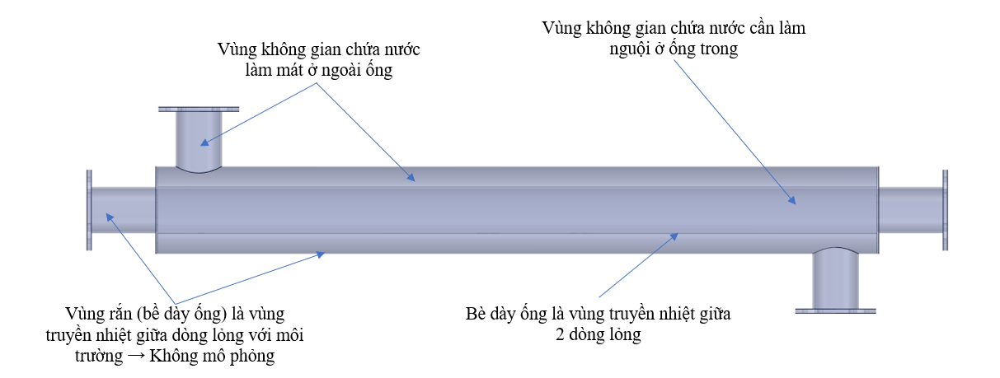 Vùng không gian chứa nước
làm mát ở ngoài ống
Vùng không gian chứa nước cần làm
nguội ở ống trong
Vùng rắn (bề dày ống) là vùng
truyền nhiệt giữa dòng lỏng với môi
trường → Không mô phỏng
Bè dày ống là vùng truyền nhiệt giữa
2 dòng lỏng